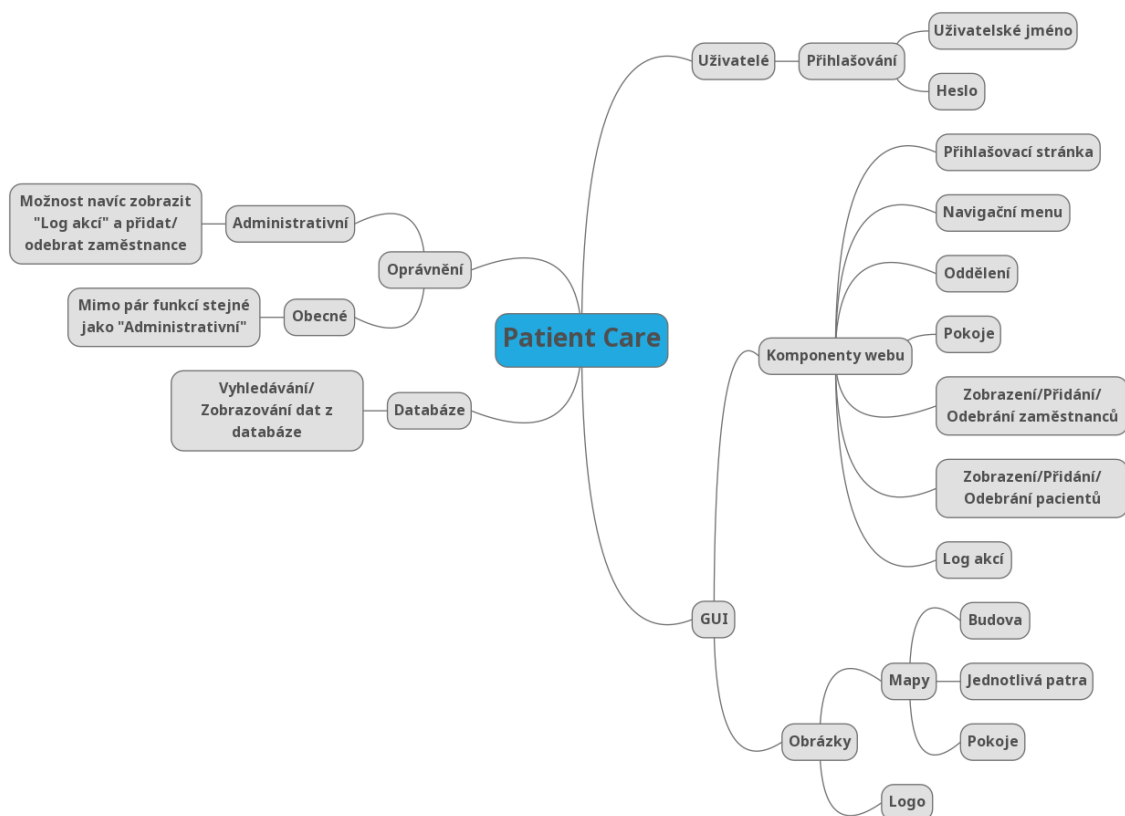 Patient Care
Uživatelé
Přihlašování
Uživatelské jméno
Heslo
Oprávnění
Administrativní
Možnost navíc zobrazit
"Log akcí" a přidat/
odebrat zaměstnance
Obecné
Mimo pár funkcí stejné
jako "Administrativní"
Databáze
Vyhledávání/
Zobrazování dat z
databáze
GUI
Komponenty webu
Přihlašovací stránka
Navigační menu
Oddělení
Pokoje
Zobrazení/Přidání/
Odebrání zaměstnanců
Zobrazení/Přidání/
Odebrání pacientů
Log akcí
Obrázky
Mapy
Budova
Jednotlivá patra
Pokoje
Logo